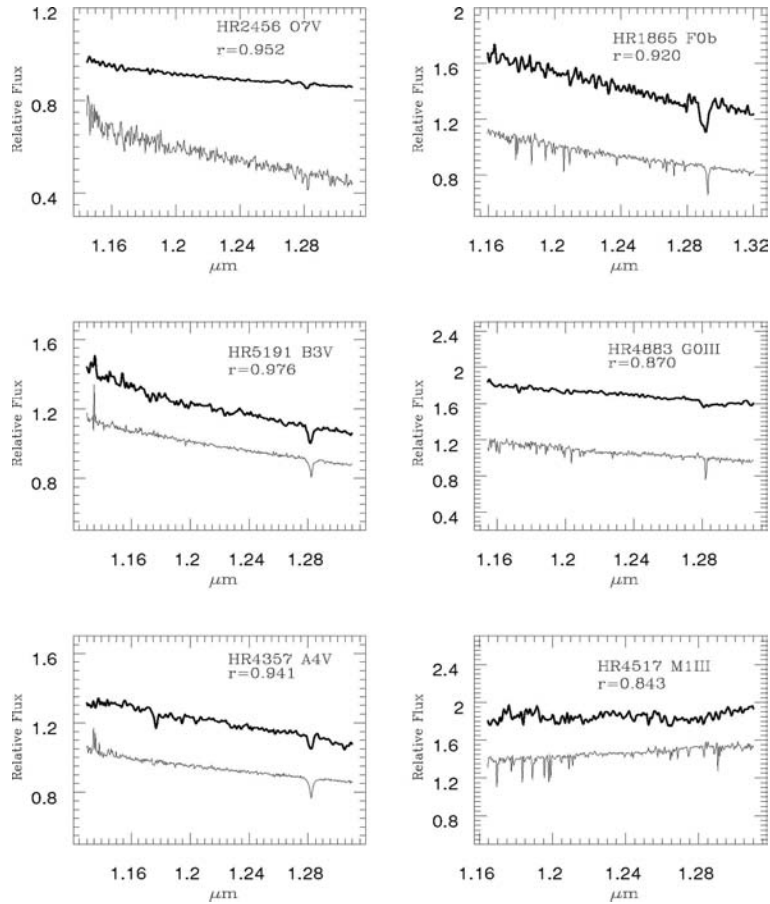 HR2456 O7V
r=0.952
Relative Flux
1.2
0.8
0.4
1.16 1.2 1.24 1.28
μm
HR1865 F0b
r=0.920
Relative Flux
2
1.6
1.2
0.8
1.16 1.2 1.24 1.28 1.32
μm
HR5191 B3V
r=0.976
Relative Flux
1.6
1.2
0.8
1.16 1.2 1.24 1.28
μm
HR4883 G0III
r=0.870
Relative Flux
2.4
2
1.6
1.2
0.8
0.4
1.16 1.2 1.24 1.28
μm
HR4357 A4V
r=0.941
Relative Flux
1.6
1.2
0.8
1.16 1.2 1.24 1.28
μm
HR4517 M1III
r=0.843
Relative Flux
2.4
2
1.6
1.2
0.8
1.16 1.2 1.24 1.28
μm